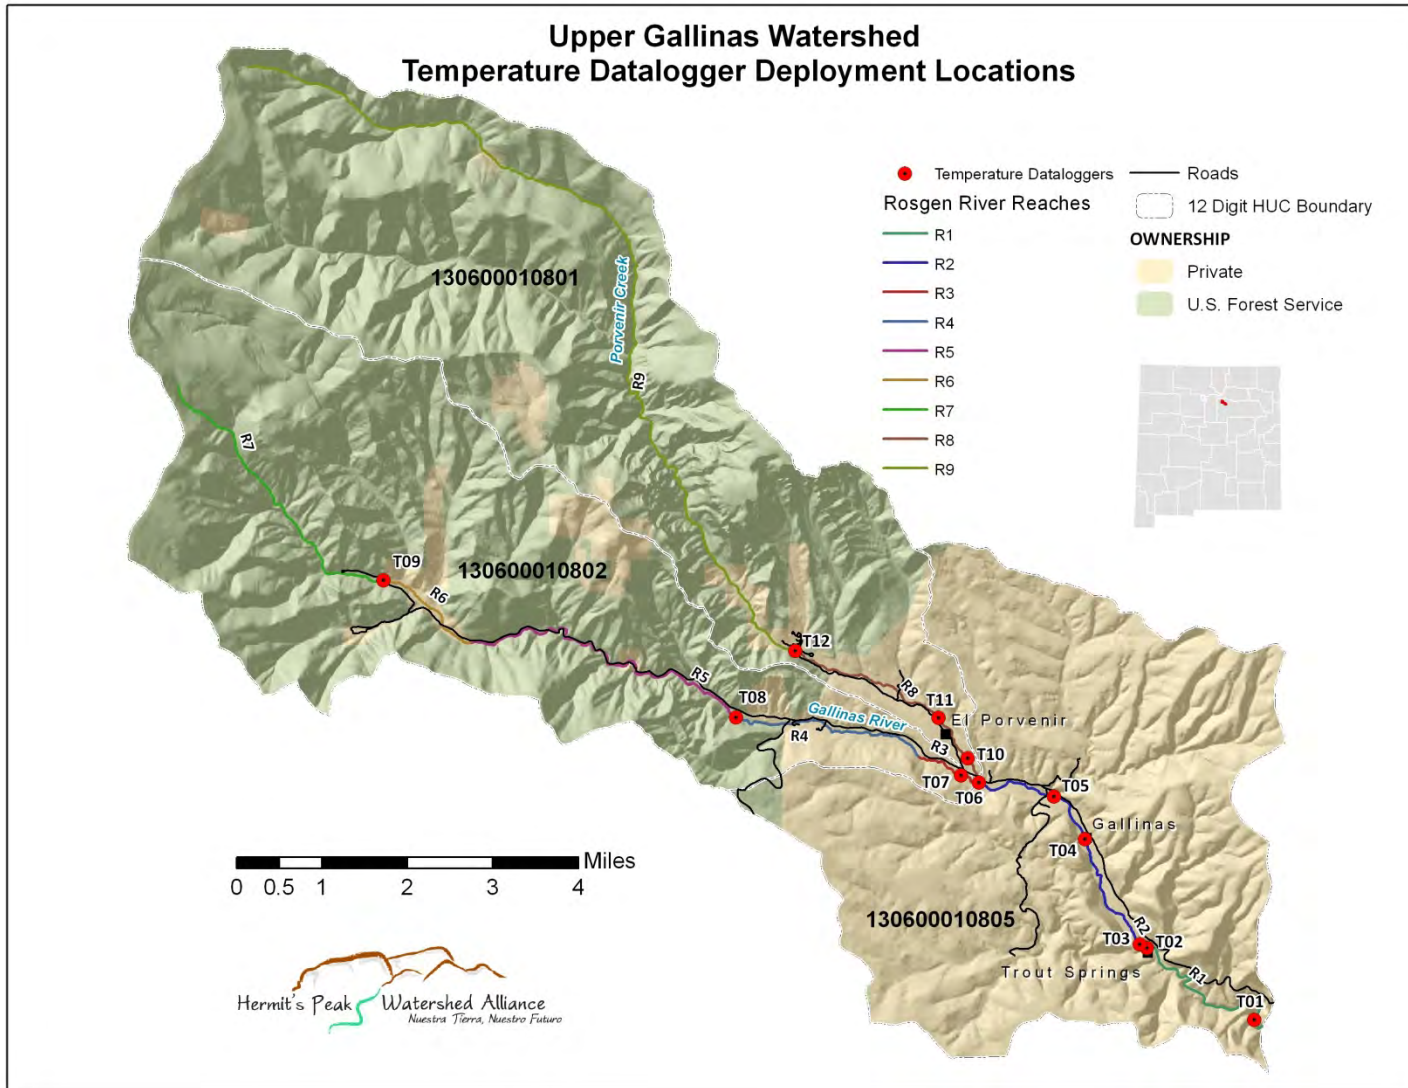 Upper Gallinas Watershed
Temperature Datalogger Deployment Locations
Temperature Dataloggers
Rosgen River Reaches
R1
R2
R3
R4
R5
R6
R7
R8
R9
Roads
12 Digit HUC Boundary
OWNERSHIP
Private
U.S. Forest Service
130600010801
Porvenir Creek
R9
R7
T09
R6
130600010802
T12
R5
T08
R8
T11
Gallinas River
El Porvenir
R4
R3
T10
T07
T06
T05
Gallinas
T04
130600010805
R2
T03
T02
Trout Springs
R1
T01
Miles
0 0.5 1 2 3 4
Hermit's Peak Watershed Alliance
Nuestra Tierra, Nuestro Futuro